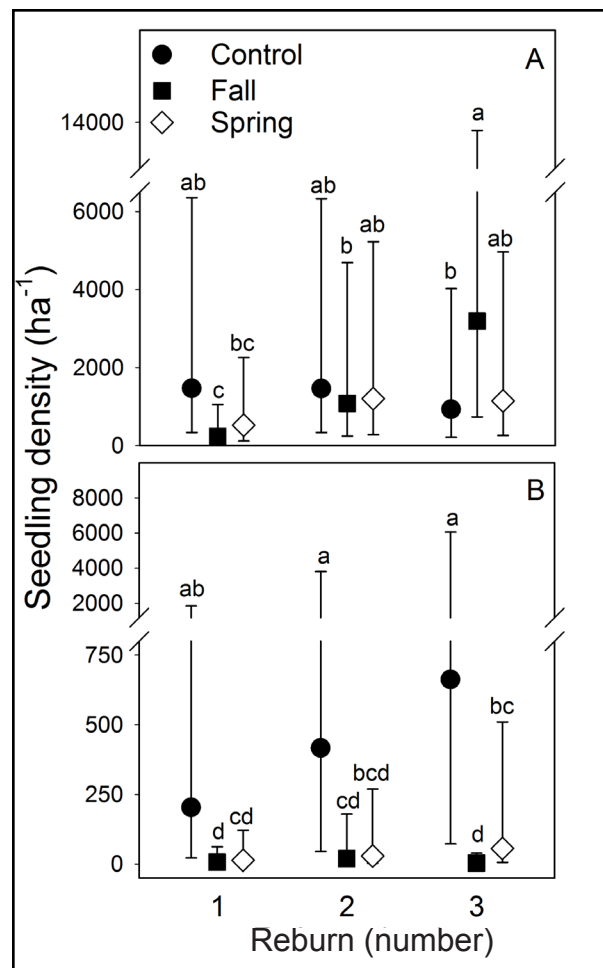 A
Control
Fall
Spring
14000
6000
4000
2000
0
ab
c
bc
ab
b
ab
b
a
ab
B
8000
6000
4000
2000
750
500
250
0
ab
d
cd
a
cd
bcd
a
d
bc
Seedling density (ha⁻¹)
1 2 3
Reburn (number)